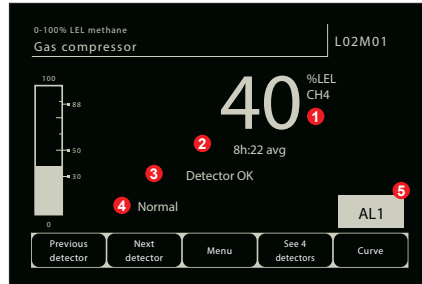 0-100% LEL methane
Gas compressor
L02M01
100
88
50
30
0
40
%LEL
CH4
1
2
8h:22 avg
3
Detector OK
4
Normal
5
AL1
Previous
detector
Next
detector
Menu
See 4
detectors
Curve